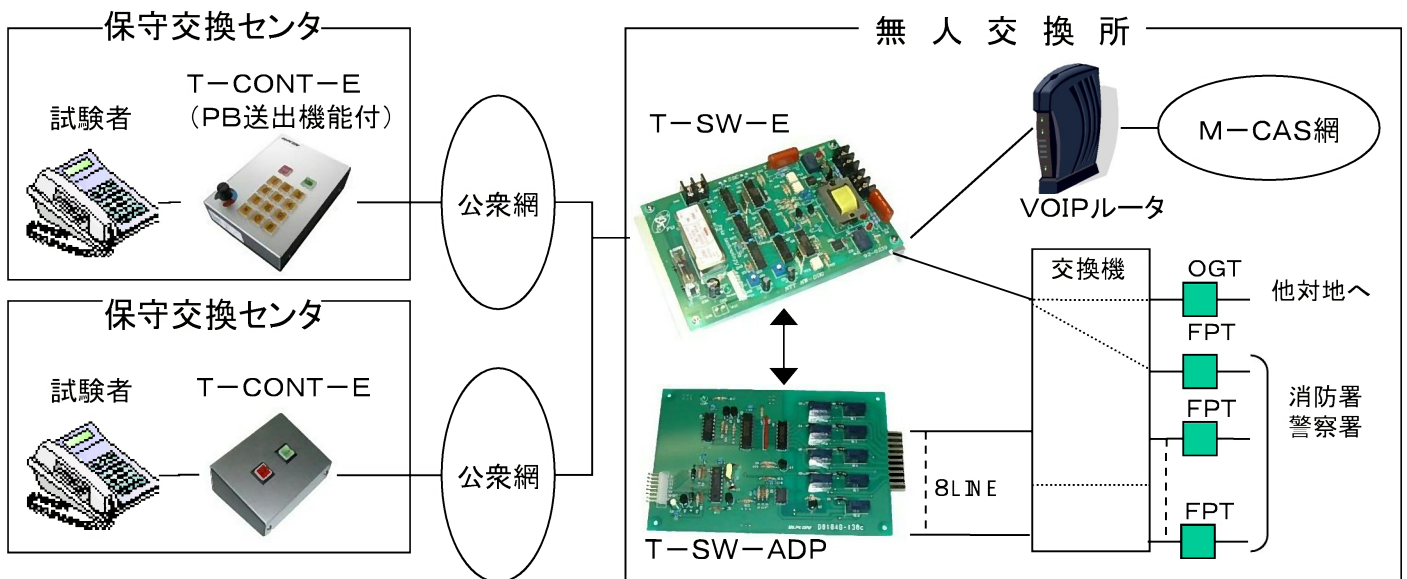 保守交換センタ
T－CONT－E
（PB送出機能付）
試験者
公衆網
保守交換センタ
試験者
T－CONT－E
公衆網
無人交換所
T－SW－E
VOIPルータ
M－CAS網
交換機
OGT
他対地へ
FPT
FPT
消防署
警察署
FPT
8LINE
T－SW－ADP